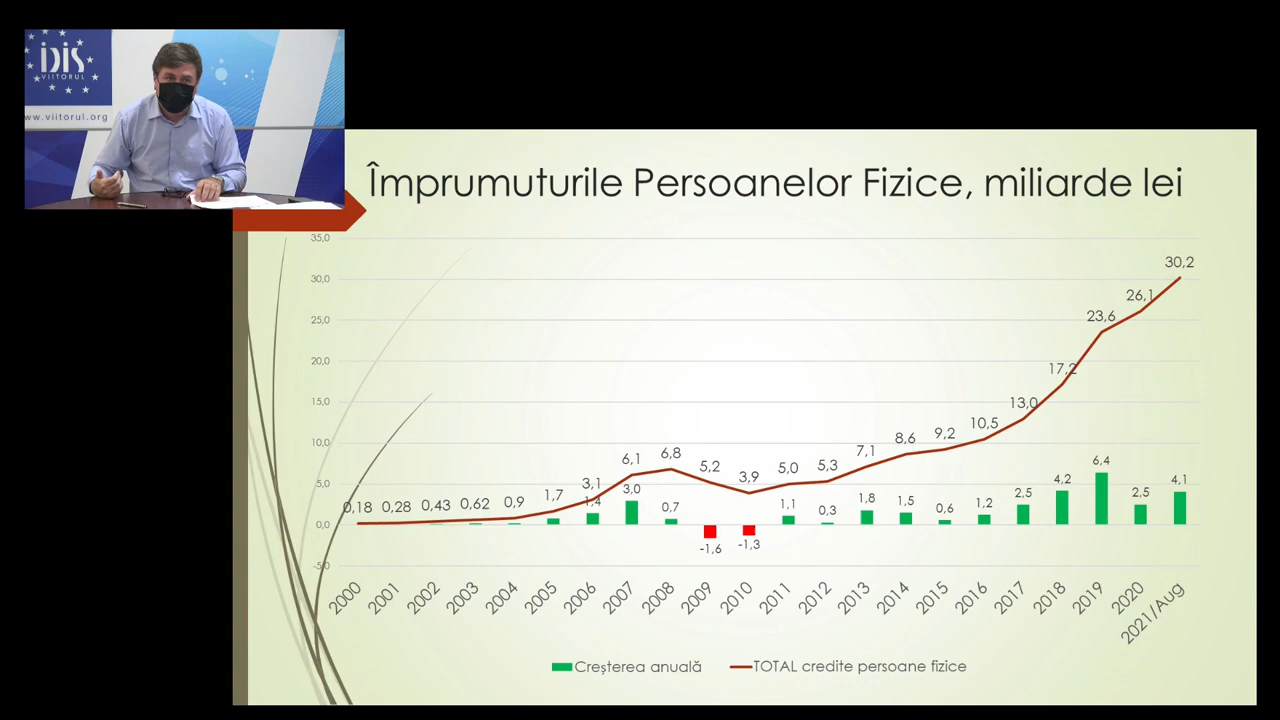 iDiS
VIITORUL
ww.viitorul.org
Împrumuturile Persoanelor Fizice, miliarde lei
35,0
30,0
25,0
20,0
15,0
10,0
5,0
0,0
-5,0
0,18 0,28 0,43 0,62 0,9 1,7 3,1 6,1 6,8 5,2 3,9 5,0 5,3 7,1 8,6 9,2 10,5 13,0 17,2 23,6 26,1 30,2
1,4 3,0 0,7 -1,6 -1,3 1,1 0,3 1,8 1,5 0,6 1,2 2,5 4,2 6,4 2,5 4,1
2000 2001 2002 2003 2004 2005 2006 2007 2008 2009 2010 2011 2012 2013 2014 2015 2016 2017 2018 2019 2020 2021/Aug
Creșterea anuală TOTAL credite persoane fizice